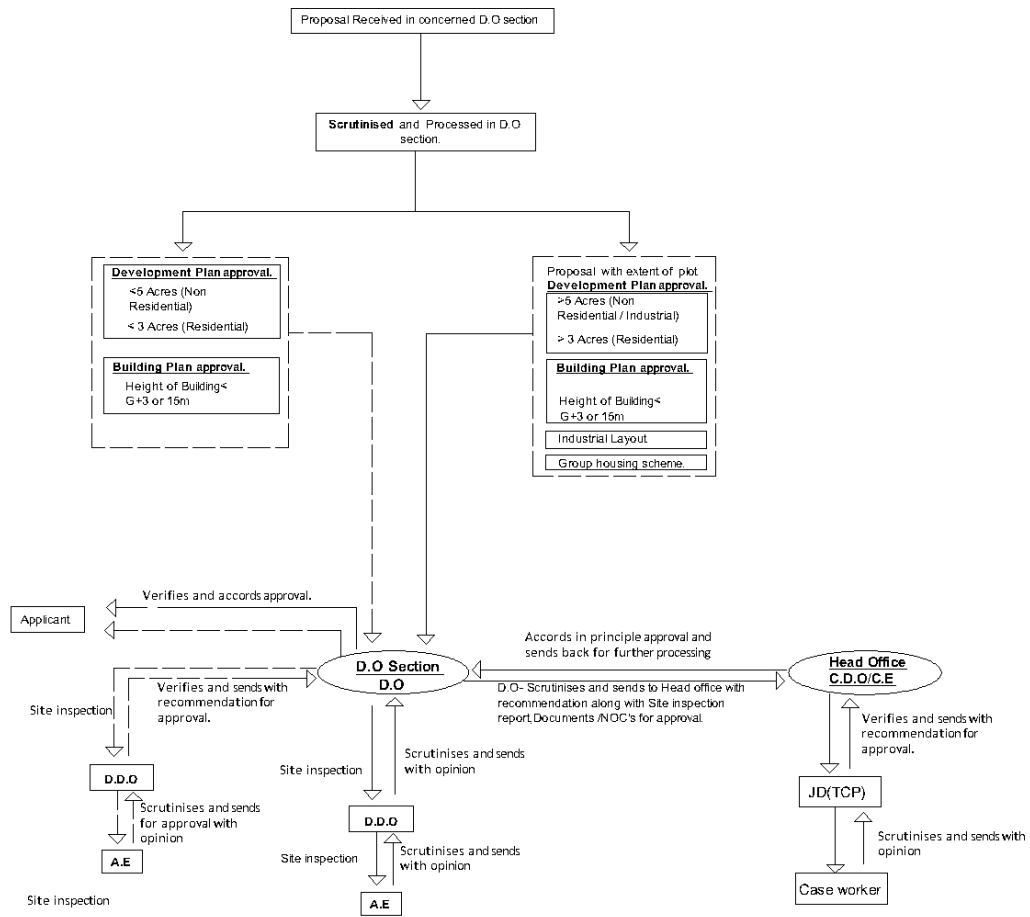 Proposal Received in concerned D.O section
Scrutinised and Processed in D.O
section.
Development Plan approval.
<5 Acres (Non
Residential)
< 3 Acres (Residential)
Building Plan approval.
Height of Building<
G+3 or 15m
Proposal with extent of plot
Development Plan approval.
>5 Acres (Non
Residential / Industrial)
> 3 Acres (Residential)
Building Plan approval.
Height of Building<
G+3 or 15m
Industrial Layout
Group housing scheme.
Verifies and accords approval.
Applicant
D.O Section
D.O
Accords in principle approval and
sends back for further processing
Head Office
C.D.O/C.E
D.O- Scrutinises and sends to Head office with
recommendation along with Site inspection
report,Documents /NOC's for approval.
Site inspection
Verifies and sends with
recommendation for
approval.
Verifies and sends with
recommendation for
approval.
Site inspection
Scrutinises and sends
with opinion
D.D.O
Scrutinises and sends
for approval with
opinion
A.E
Site inspection
D.D.O
Site inspection
Scrutinises and sends
with opinion
A.E
JD(TCP)
Scrutinises and sends with
opinion
Case worker